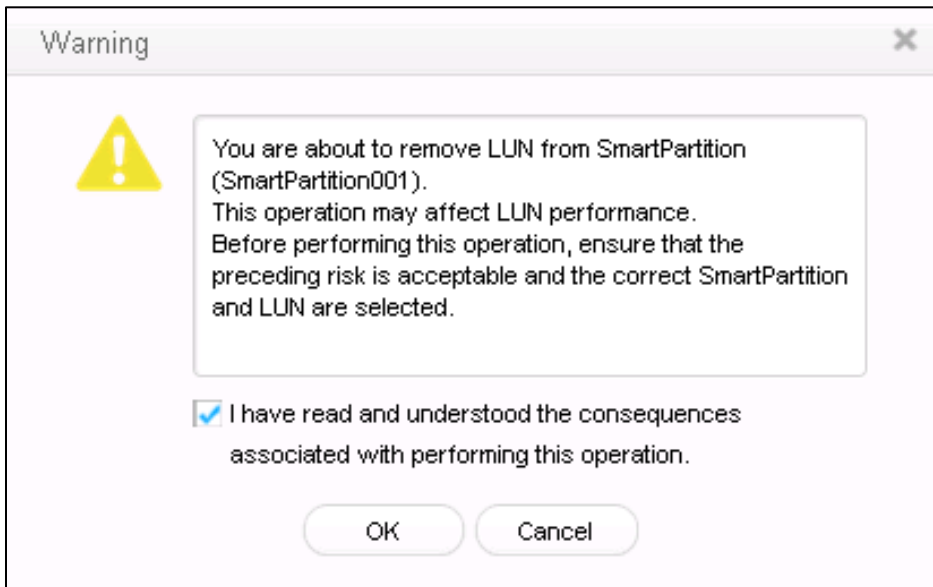 Warning
You are about to remove LUN from SmartPartition
(SmartPartition001).
This operation may affect LUN performance.
Before performing this operation, ensure that the
preceding risk is acceptable and the correct SmartPartition
and LUN are selected.
I have read and understood the consequences
associated with performing this operation.
OK Cancel